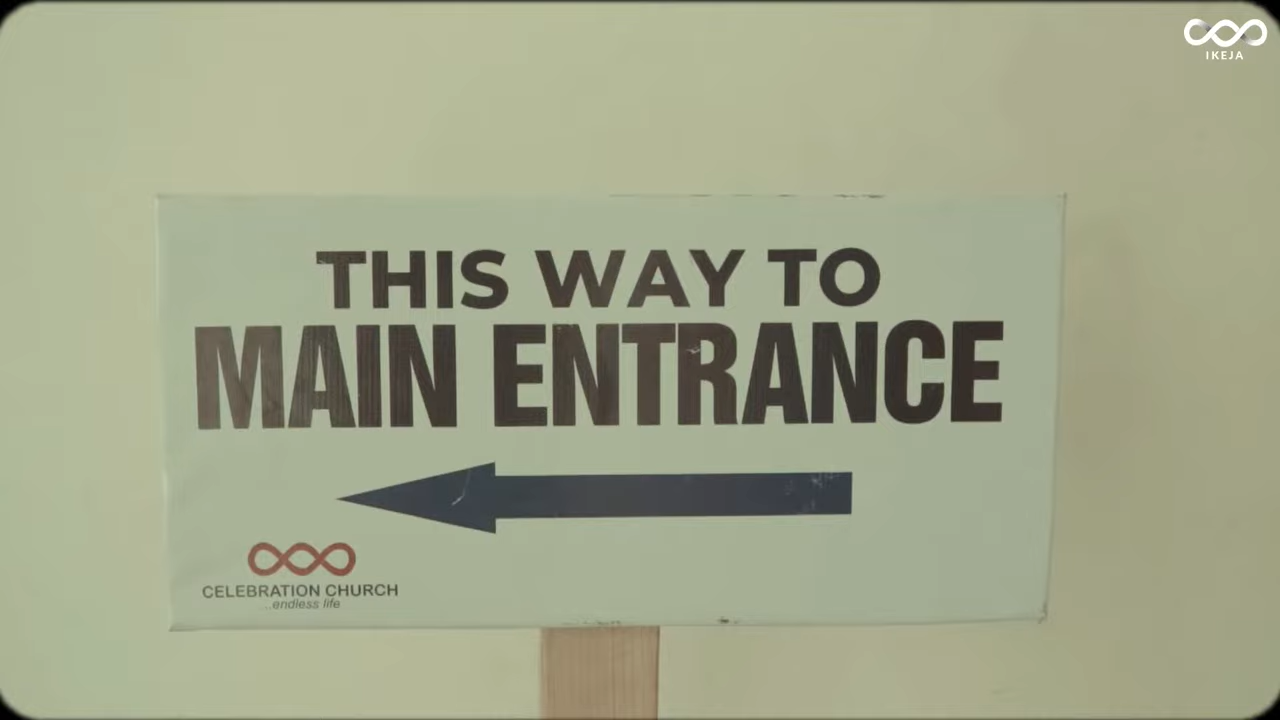 IKEJA
THIS WAY TO
MAIN ENTRANCE
CELEBRATION CHURCH
...endless life